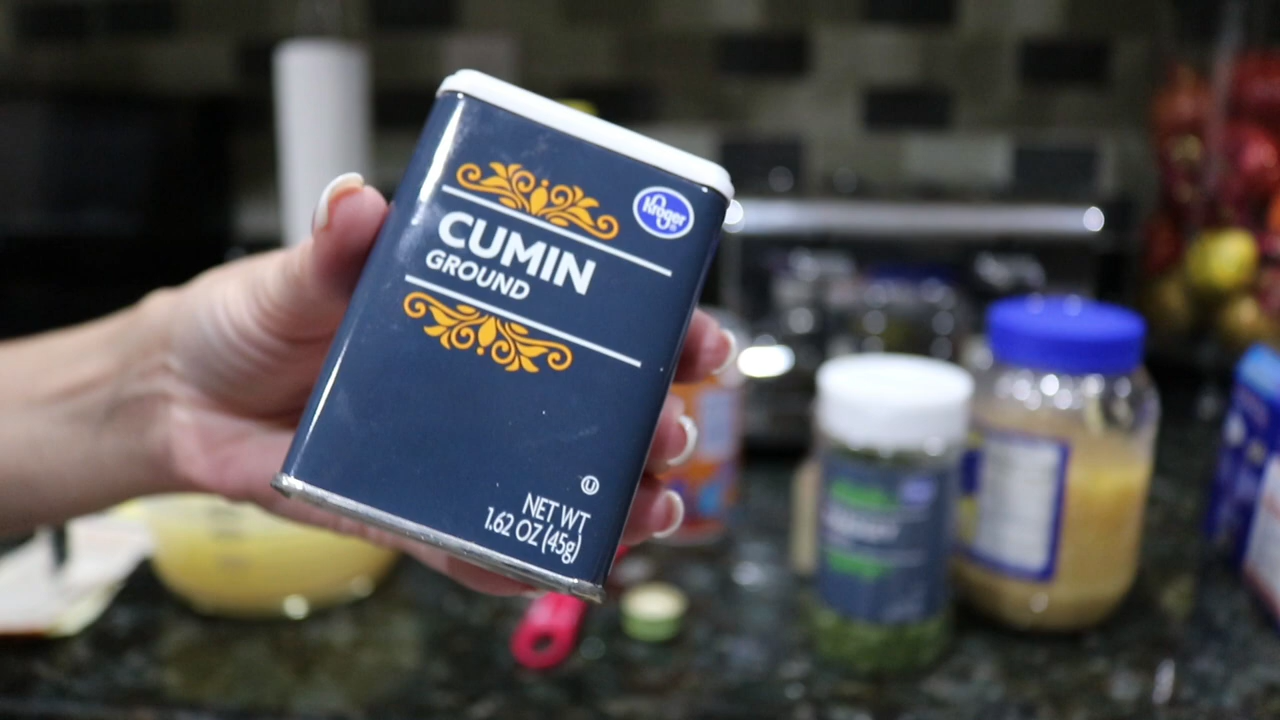 Kroger
CUMIN
GROUND
U
NET WT
1.62 OZ (45g)